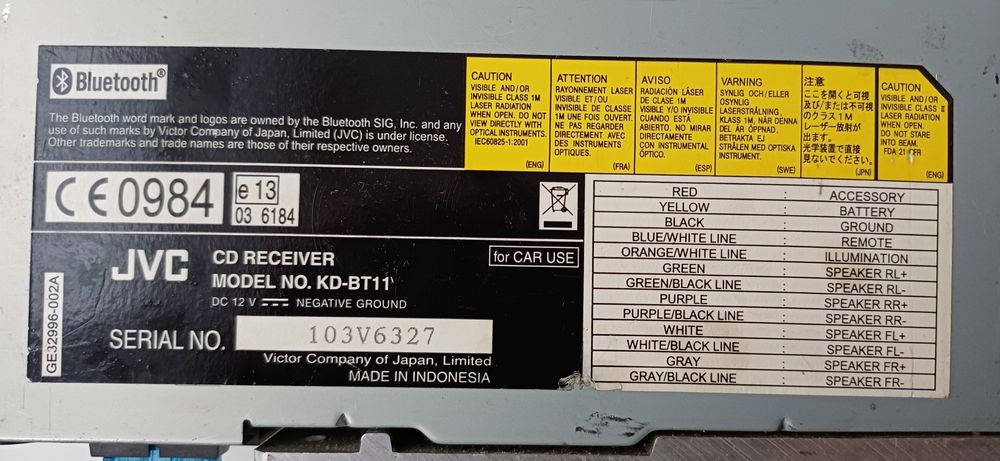 Bluetooth®
The Bluetooth word mark and logos are owned by the Bluetooth SIG, Inc. and any
use of such marks by Victor Company of Japan, Limited (JVC) is under license.
Other trademarks and trade names are those of their respective owners.
CAUTION
VISIBLE AND/OR
INVISIBLE CLASS 1M
LASER RADIATION
WHEN OPEN. DO NOT
VIEW DIRECTLY WITH
OPTICAL INSTRUMENTS.
IEC60825-1:2001
(ENG)
ATTENTION
RAYONNEMENT LASER
VISIBLE ET/OU
INVISIBLE DE CLASSE
1M UNE FOIS OUVERT.
NE PAS REGARDER
DIRECTEMENT AVEC
DES INSTRUMENTS
OPTIQUES.
(FRA)
AVISO
RADIACIÓN LÁSER
DE CLASE 1M
VISIBLE Y/O INVISIBLE
CUANDO ESTÁ
ABIERTO. NO MIRAR
DIRECTAMENTE
CON INSTRUMENTAL
ÓPTICO.
(ESP)
VARNING
SYNLIG OCH/ELLER
OSYNLIG
LASERSTRÅLNING,
KLASS 1M, NÄR DENNA
DEL ÄR ÖPPNAD.
BETRAKTA EJ
STRÅLEN MED OPTISKA
INSTRUMENT.
(SWE)
注意
ここを開くと可視
及び/または不可視
のクラス1M
レーザー放射が
出ます。
光学装置で直接
見ないでください。
(JPN)
CAUTION
VISIBLE AND/OR
INVISIBLE CLASS II
LASER RADIATION
WHEN OPEN.
DO NOT STARE
INTO BEAM.
FDA 21 CFR
(ENG)
CE0984
e 13
03 6184
JVC
CD RECEIVER
for CAR USE
MODEL NO. KD-BT11
DC 12 V NEGATIVE GROUND
SERIAL NO. 103V6327
Victor Company of Japan, Limited
MADE IN INDONESIA
GE32996-002A
RED : ACCESSORY
YELLOW : BATTERY
BLACK : GROUND
BLUE/WHITE LINE : REMOTE
ORANGE/WHITE LINE : ILLUMINATION
GREEN : SPEAKER RL+
GREEN/BLACK LINE : SPEAKER RL-
PURPLE : SPEAKER RR+
PURPLE/BLACK LINE : SPEAKER RR-
WHITE : SPEAKER FL+
WHITE/BLACK LINE : SPEAKER FL-
GRAY : SPEAKER FR+
GRAY/BLACK LINE : SPEAKER FR-